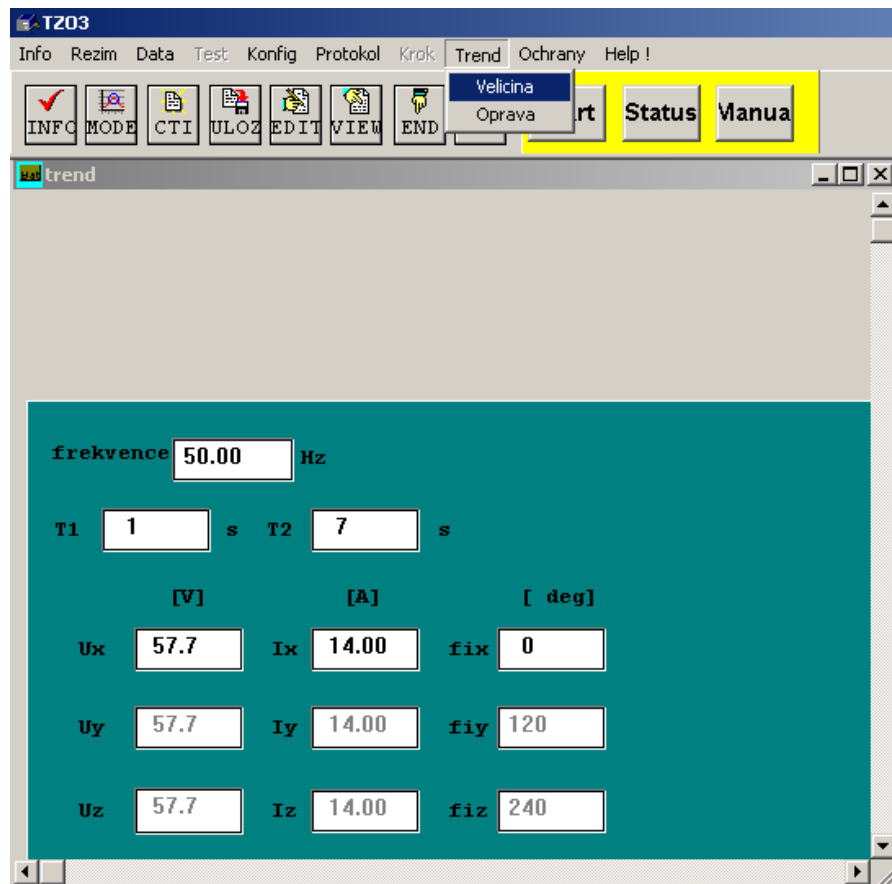 TZO3
Info Rezim Data Test Konfig Protokol Krok Trend Ochrany Help !
Velicina
Oprava
INFO MODE CTI ULOZ EDIT VIEW END rt Status Manua
trend
frekvence 50.00 Hz
T1 1 s T2 7 s
[V] [A] [ deg]
Ux 57.7 Ix 14.00 fix 0
Uy 57.7 Iy 14.00 fiy 120
Uz 57.7 Iz 14.00 fiz 240